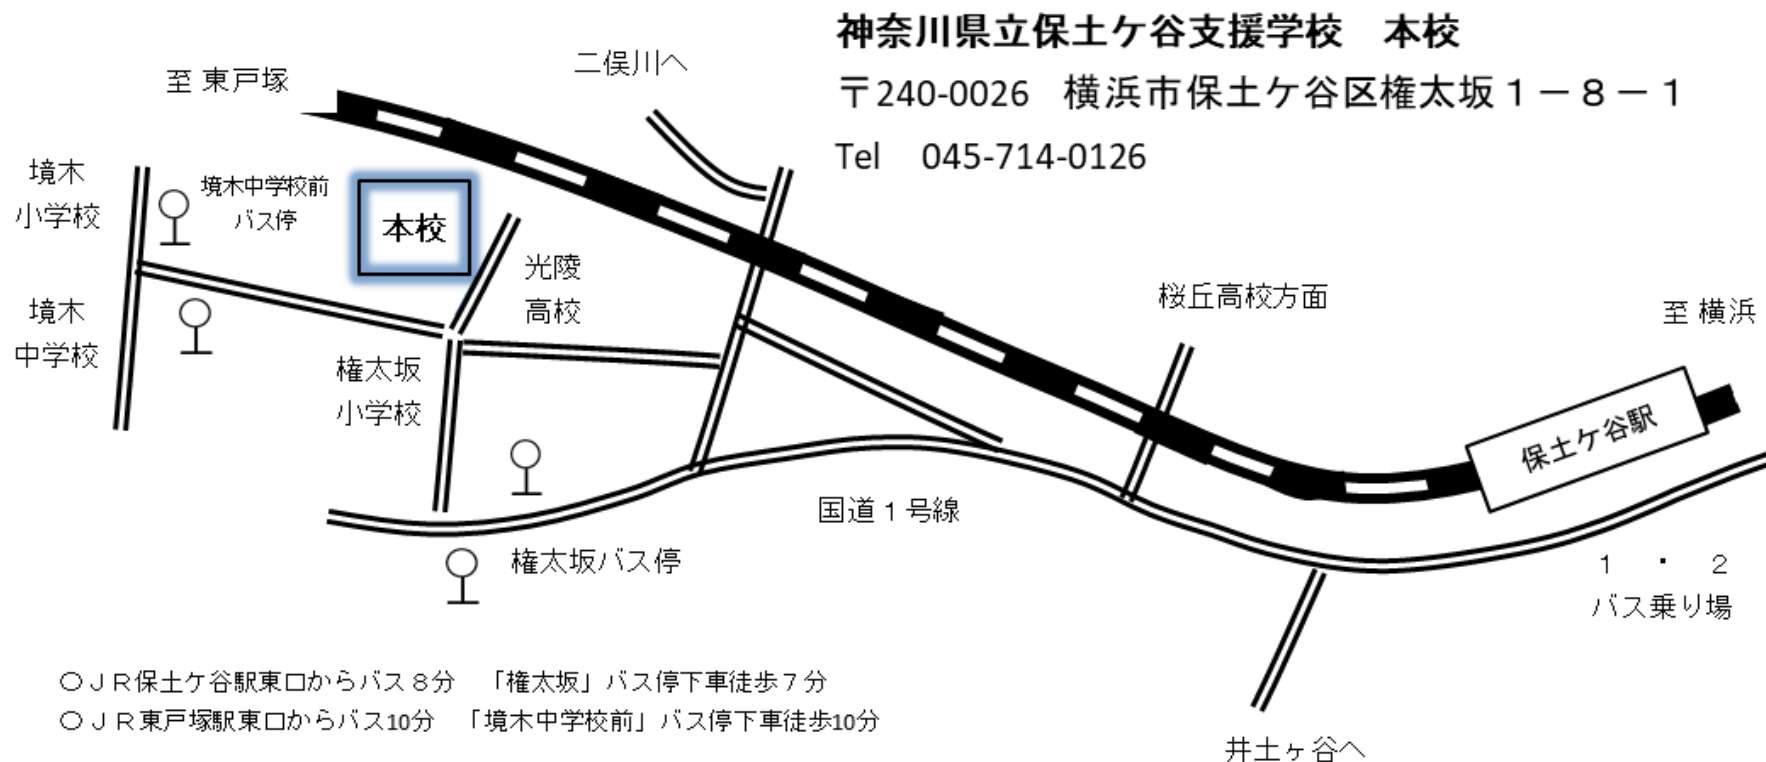 神奈川県立保土ケ谷支援学校　本校
〒240-0026　横浜市保土ケ谷区権太坂１－８－１
Tel　045-714-0126
至 東戸塚
二俣川へ
境木
小学校
境木中学校前
バス停
本校
光陵
高校
境木
中学校
権太坂
小学校
桜丘高校方面
至 横浜
保土ケ谷駅
国道１号線
権太坂バス停
１　・　２
バス乗り場
○ＪＲ保土ケ谷駅東口からバス８分　「権太坂」バス停下車徒歩７分
○ＪＲ東戸塚駅東口からバス10分　「境木中学校前」バス停下車徒歩10分
井土ヶ谷へ